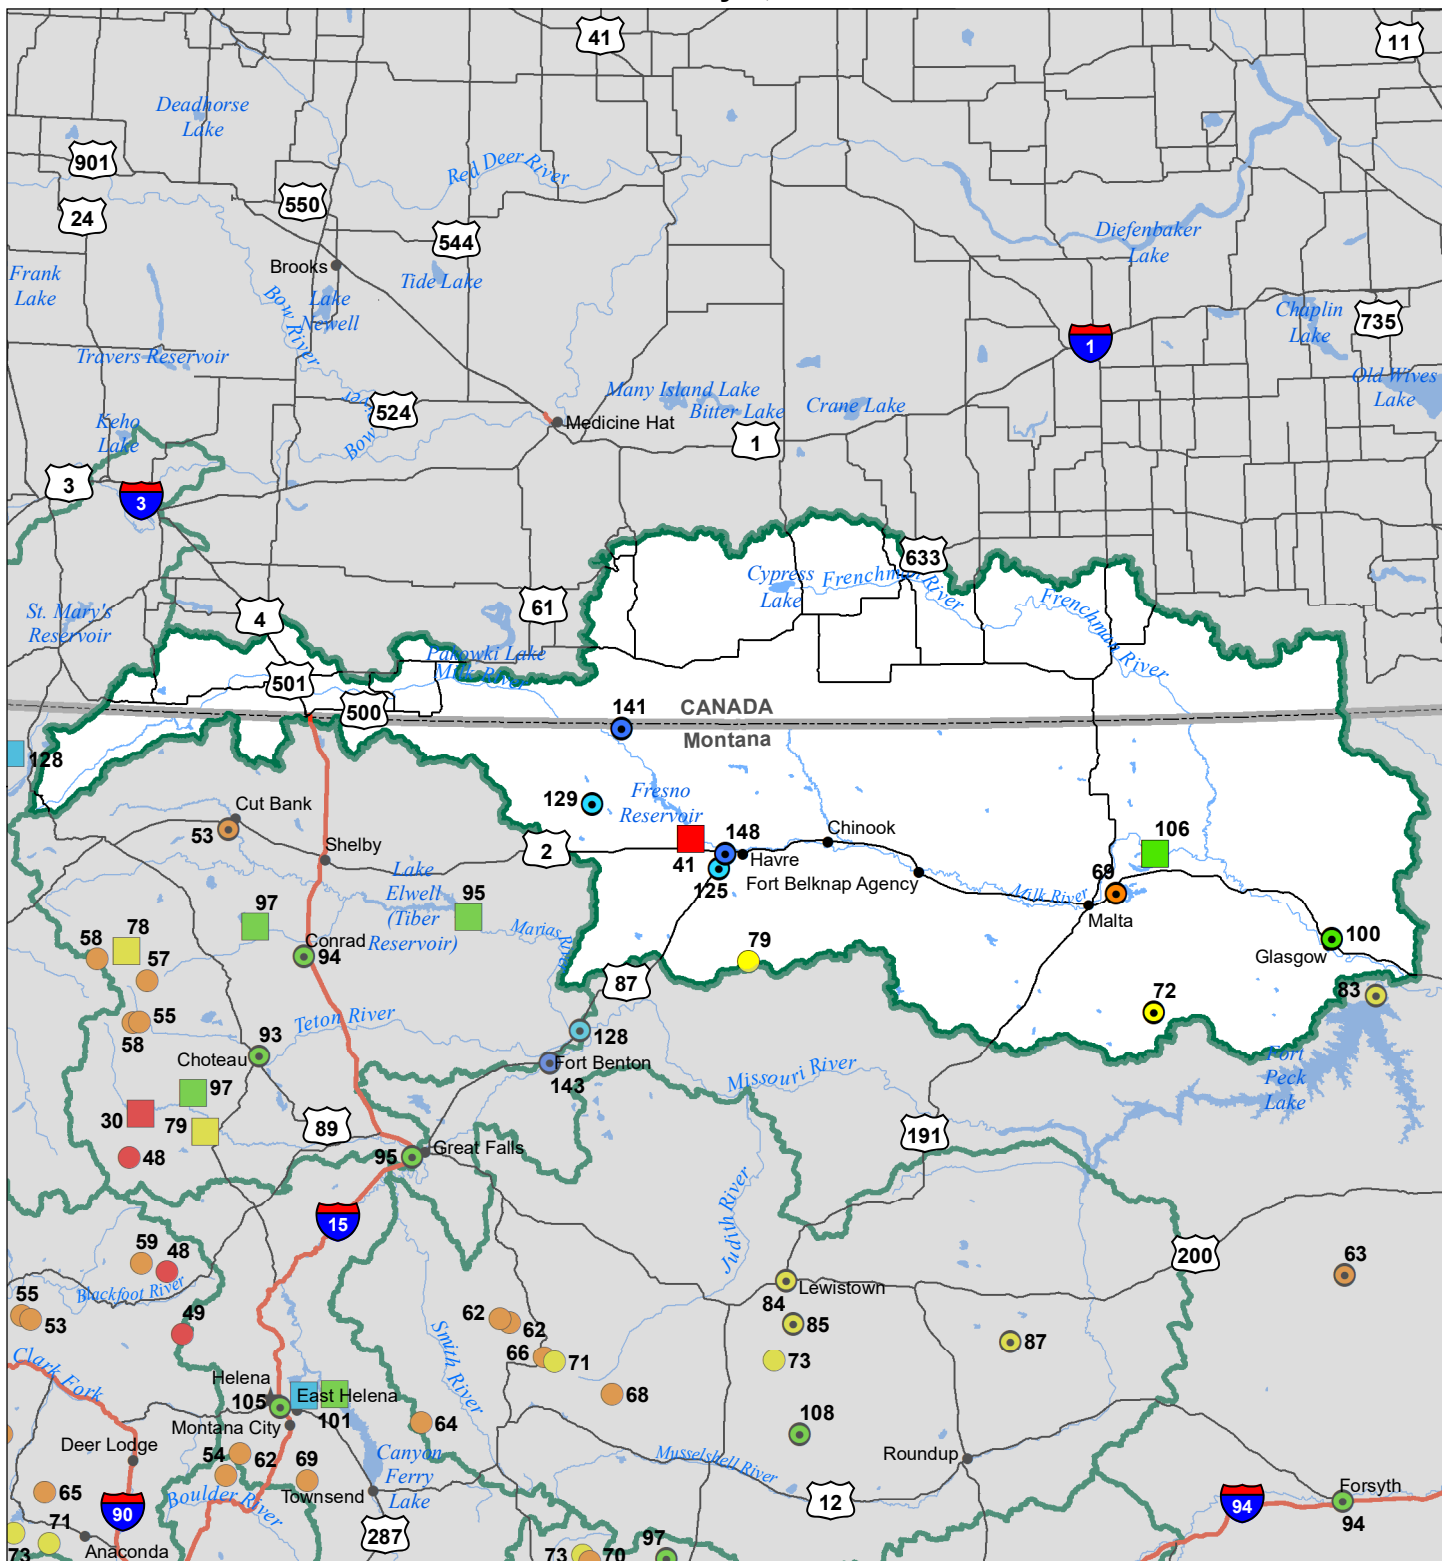 41
11
Deadhorse
Lake
901
Red Deer River
550
24
544
Diefenbaker
Lake
Brooks
Frank
Lake
Tide Lake
Lake
Newell
Bow River
Chaplin
Lake
735
1
Travers Reservoir
Many Island Lake
Bitter Lake
Crane Lake
Old Wives
Lake
524
Keho
Lake
Bow
Medicine Hat
1
3
3
633
Cypress
Lake
Frenchman River
Frenchman River
61
4
St. Mary's
Reservoir
Pakowki Lake
Milk River
501
500
141
CANADA
Montana
128
129
Fresno
Reservoir
Cut Bank
53
Chinook
148
106
Shelby
2
41
Havre
125
Fort Belknap Agency
Lake
Elwell
(Tiber
Reservoir)
69
Milk River
97
95
Malta
78
58
Conrad
94
Marias River
100
Glasgow
57
79
87
83
72
55
58
Teton River
93
128
Choteau
Fort Benton
143
Missouri River
Fort
Peck
Lake
97
30
79
89
191
48
95
Great Falls
Judith River
15
59
48
200
63
Blackfoot River
Lewistown
84
55
53
49
62
62
85
87
Smith River
66
71
73
Clark Fork
Helena
105
East Helena
101
68
64
108
Montana City
Deer Lodge
Canyon
Ferry
Lake
Musselshell River
Roundup
54
62
69
Townsend
65
Boulder River
12
Forsyth
94
94
90
71
287
73
Anaconda
73
70
97